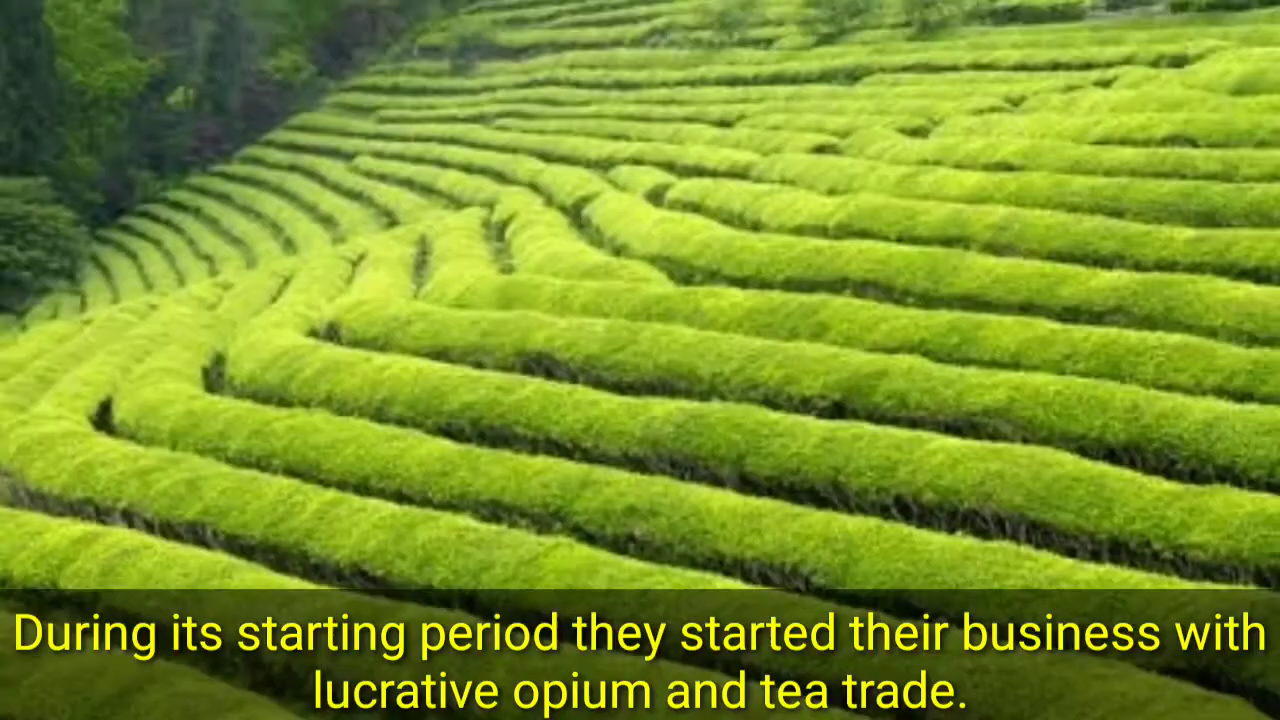 During its starting period they started their business with
lucrative opium and tea trade.